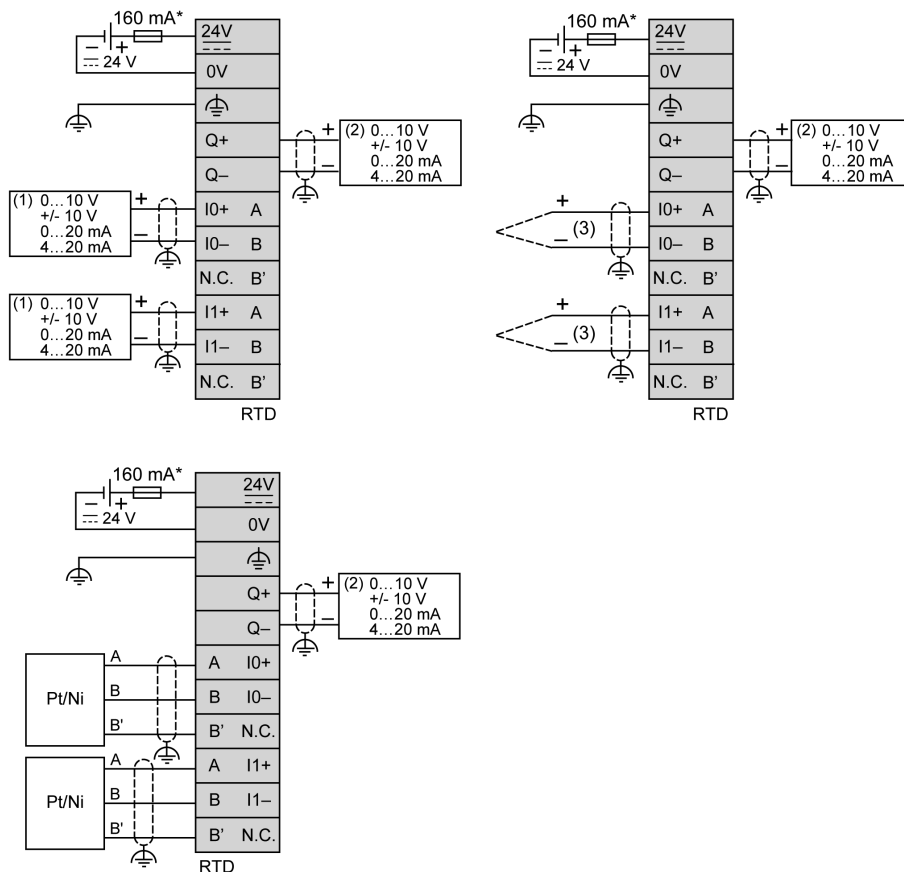 160 mA*
– +
24 V
24V
0V
Q+
Q–
I0+ A
I0– B
N.C. B’
I1+ A
I1– B
N.C. B’
RTD
+ (2) 0...10 V
+/- 10 V
0...20 mA
– 4...20 mA
(1) 0...10 V +
+/- 10 V
0...20 mA –
4...20 mA
(1) 0...10 V +
+/- 10 V
0...20 mA –
4...20 mA
160 mA*
– +
24 V
24V
0V
Q+
Q–
I0+ A
I0– B
N.C. B’
I1+ A
I1– B
N.C. B’
RTD
+ (2) 0...10 V
+/- 10 V
0...20 mA
– 4...20 mA
+
– (3)
+
– (3)
160 mA*
– +
24 V
24V
0V
Q+
Q–
A I0+
B I0–
B’ N.C.
A I1+
B I1–
B’ N.C.
RTD
+ (2) 0...10 V
+/- 10 V
0...20 mA
– 4...20 mA
Pt/Ni
A
B
B'
Pt/Ni
A
B
B'